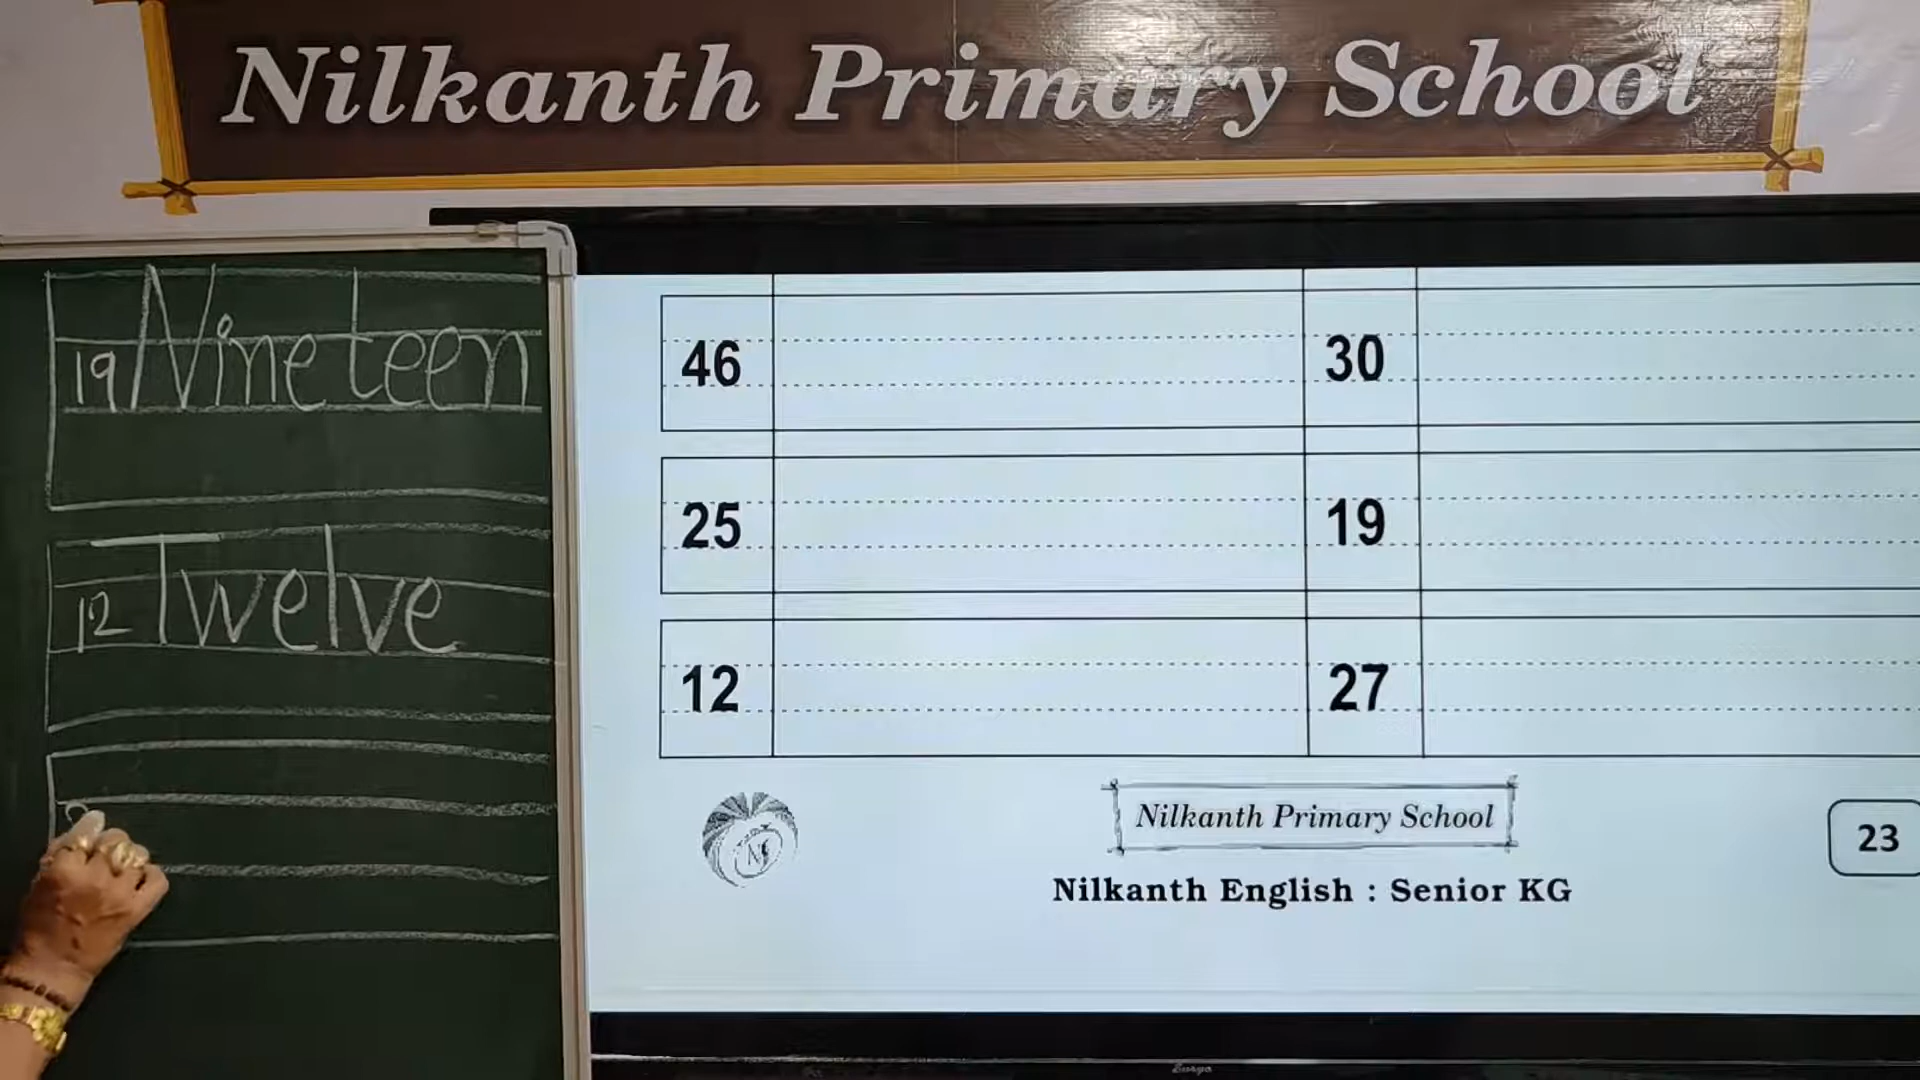 Nilkanth Primary School
19 Nineteen
12 Twelve
46 30
25 19
12 27
Nilkanth Primary School
23
Nilkanth English : Senior KG